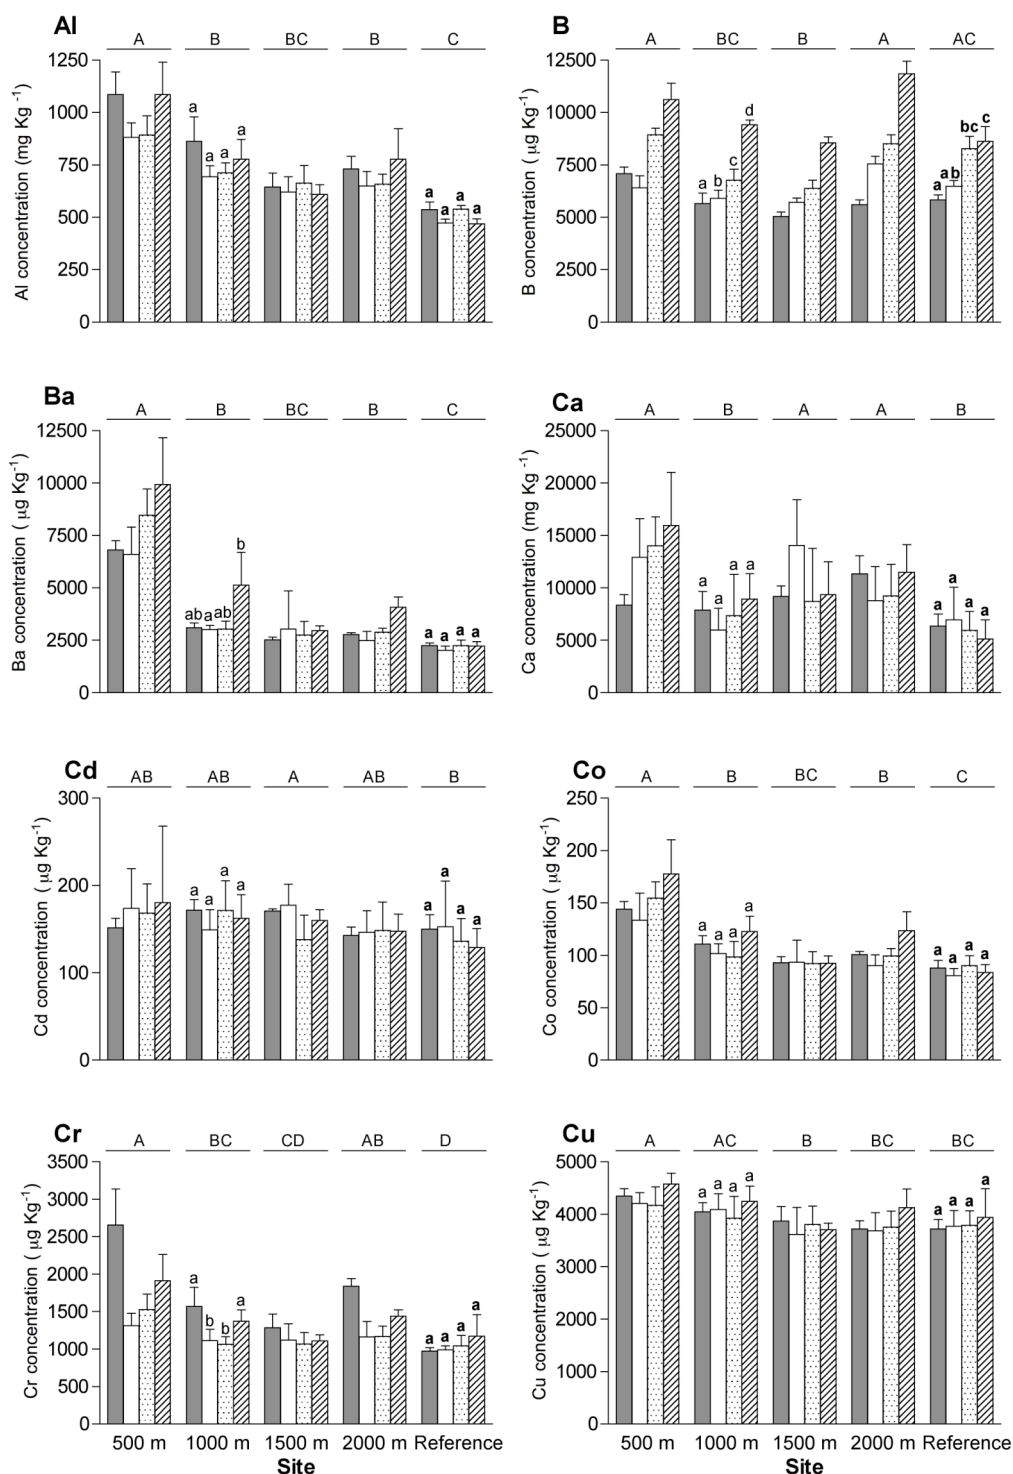 Al
A B BC B C
Al concentration (mg Kg⁻¹)
1250
1000
750
500
250
0
a a a a
a a a a
B
A BC B A AC
B concentration ( µg Kg⁻¹)
12500
10000
7500
5000
2500
0
a b c d
a ab bc c
Ba
A B BC B C
Ba concentration ( µg Kg⁻¹)
12500
10000
7500
5000
2500
0
ab a ab b
a a a a
Ca
A B A A B
Ca concentration (mg Kg⁻¹)
25000
20000
15000
10000
5000
0
a a a a
a a a a
Cd
AB AB A AB B
Cd concentration ( µg Kg⁻¹)
300
200
100
0
a a a a
a a a a
Co
A B BC B C
Co concentration ( µg Kg⁻¹)
250
200
150
100
50
0
a a a a
a a a a
Cr
A BC CD AB D
Cr concentration ( µg Kg⁻¹)
3500
3000
2500
2000
1500
1000
500
0
a b b a
a a a a
500 m 1000 m 1500 m 2000 m Reference
Site
Cu
A AC B BC BC
Cu concentration ( µg Kg⁻¹)
5000
4000
3000
2000
1000
0
a a a a
a a a a
500 m 1000 m 1500 m 2000 m Reference
Site